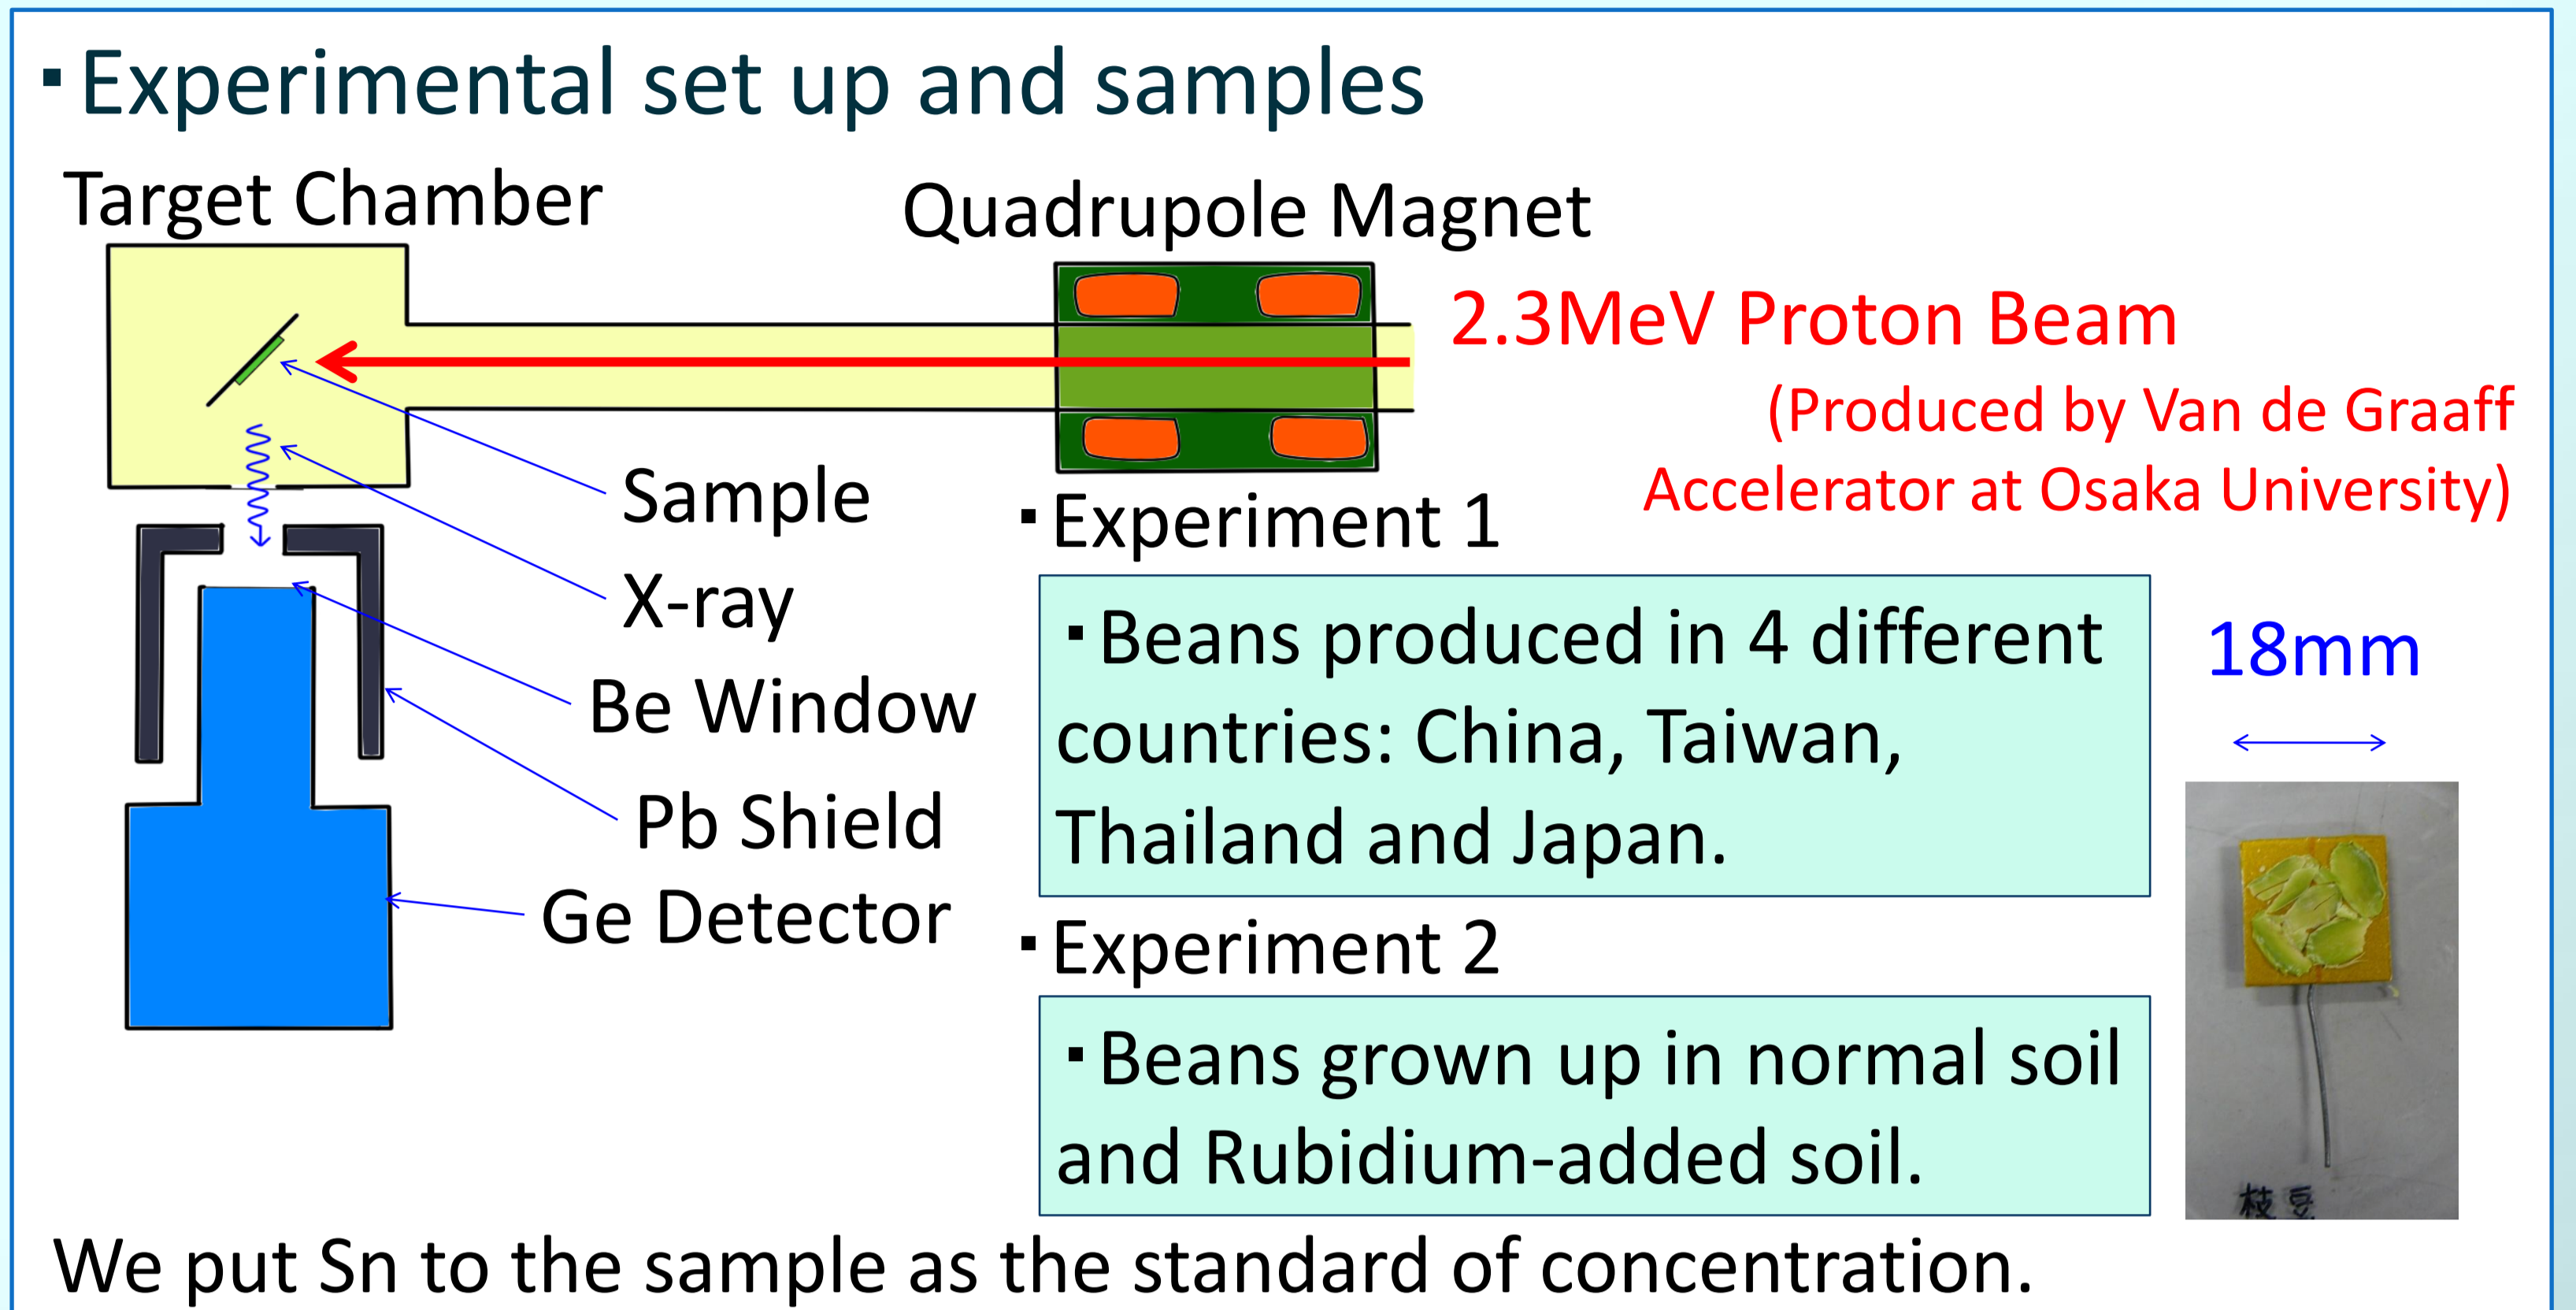 ▪Experimental set up and samples
Target Chamber
Quadrupole Magnet
2.3MeV Proton Beam
(Produced by Van de Graaff
Accelerator at Osaka University)
Sample
X-ray
Be Window
Pb Shield
Ge Detector
▪Experiment 1
▪Beans produced in 4 different
countries: China, Taiwan,
Thailand and Japan.
18mm
▪Experiment 2
▪Beans grown up in normal soil
and Rubidium-added soil.
枝豆
We put Sn to the sample as the standard of concentration.